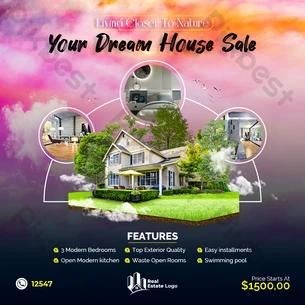 Living Closer To Nature
Your Dream House Sale
FEATURES
3 Modern Bedrooms
Top Exterior Quality
Easy installments
Open Modern kitchen
Waste Open Rooms
Swimming pool
12547
Real
Estate Logo
Price Starts At
$1500,00